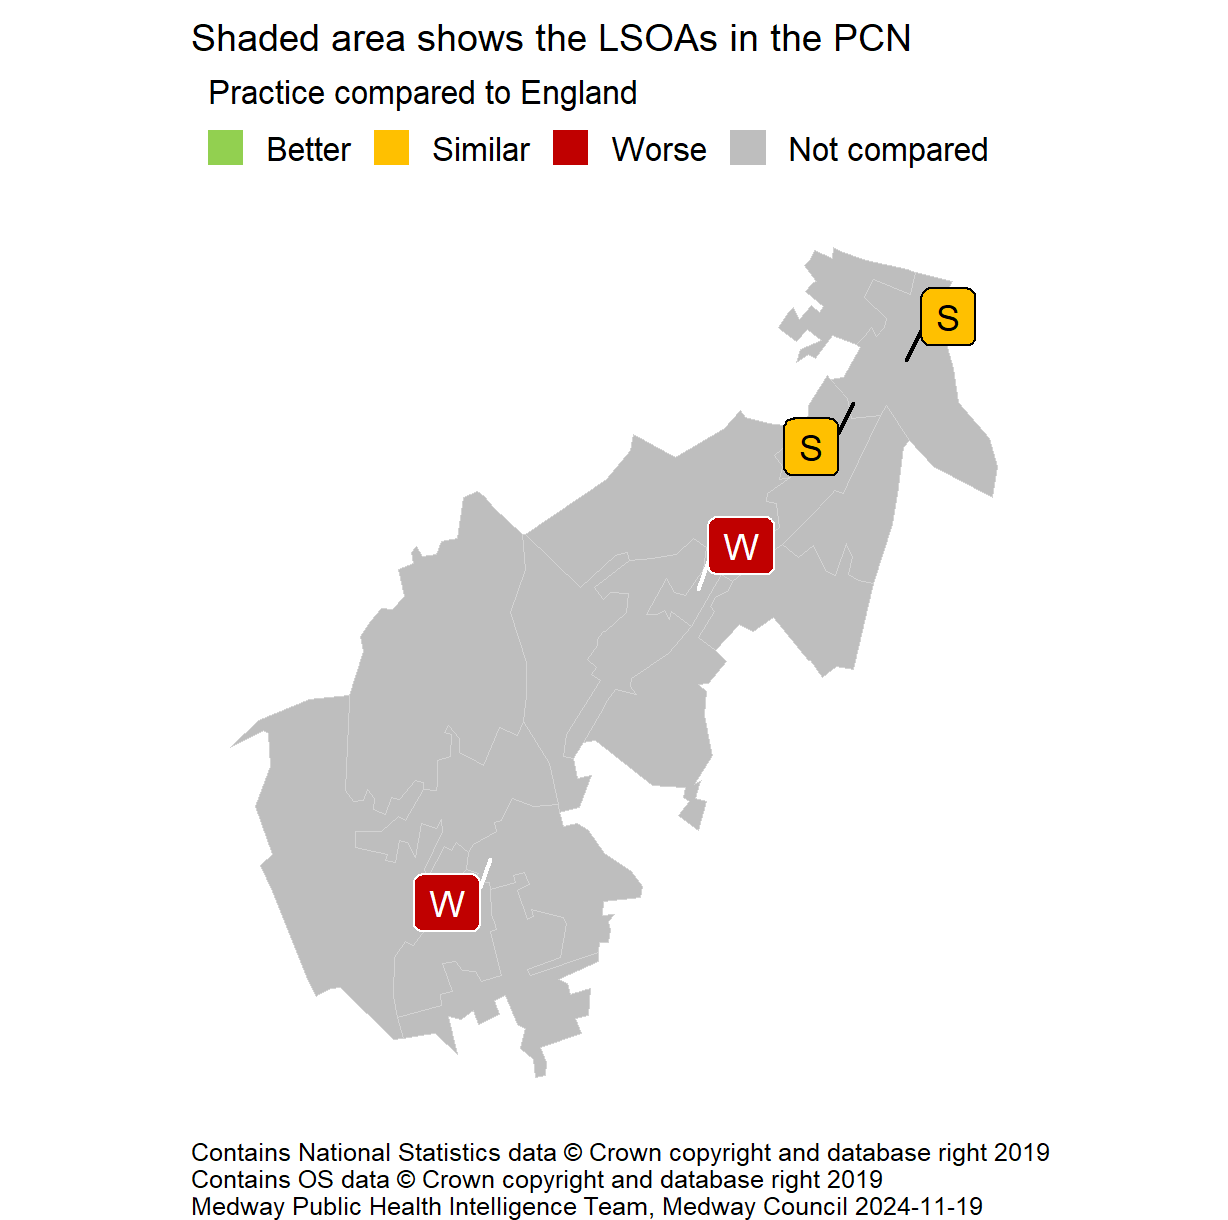 Shaded area shows the LSOAs in the PCN
Practice compared to England
Better Similar Worse Not compared
S
S
W
W
Contains National Statistics data © Crown copyright and database right 2019
Contains OS data © Crown copyright and database right 2019
Medway Public Health Intelligence Team, Medway Council 2024-11-19